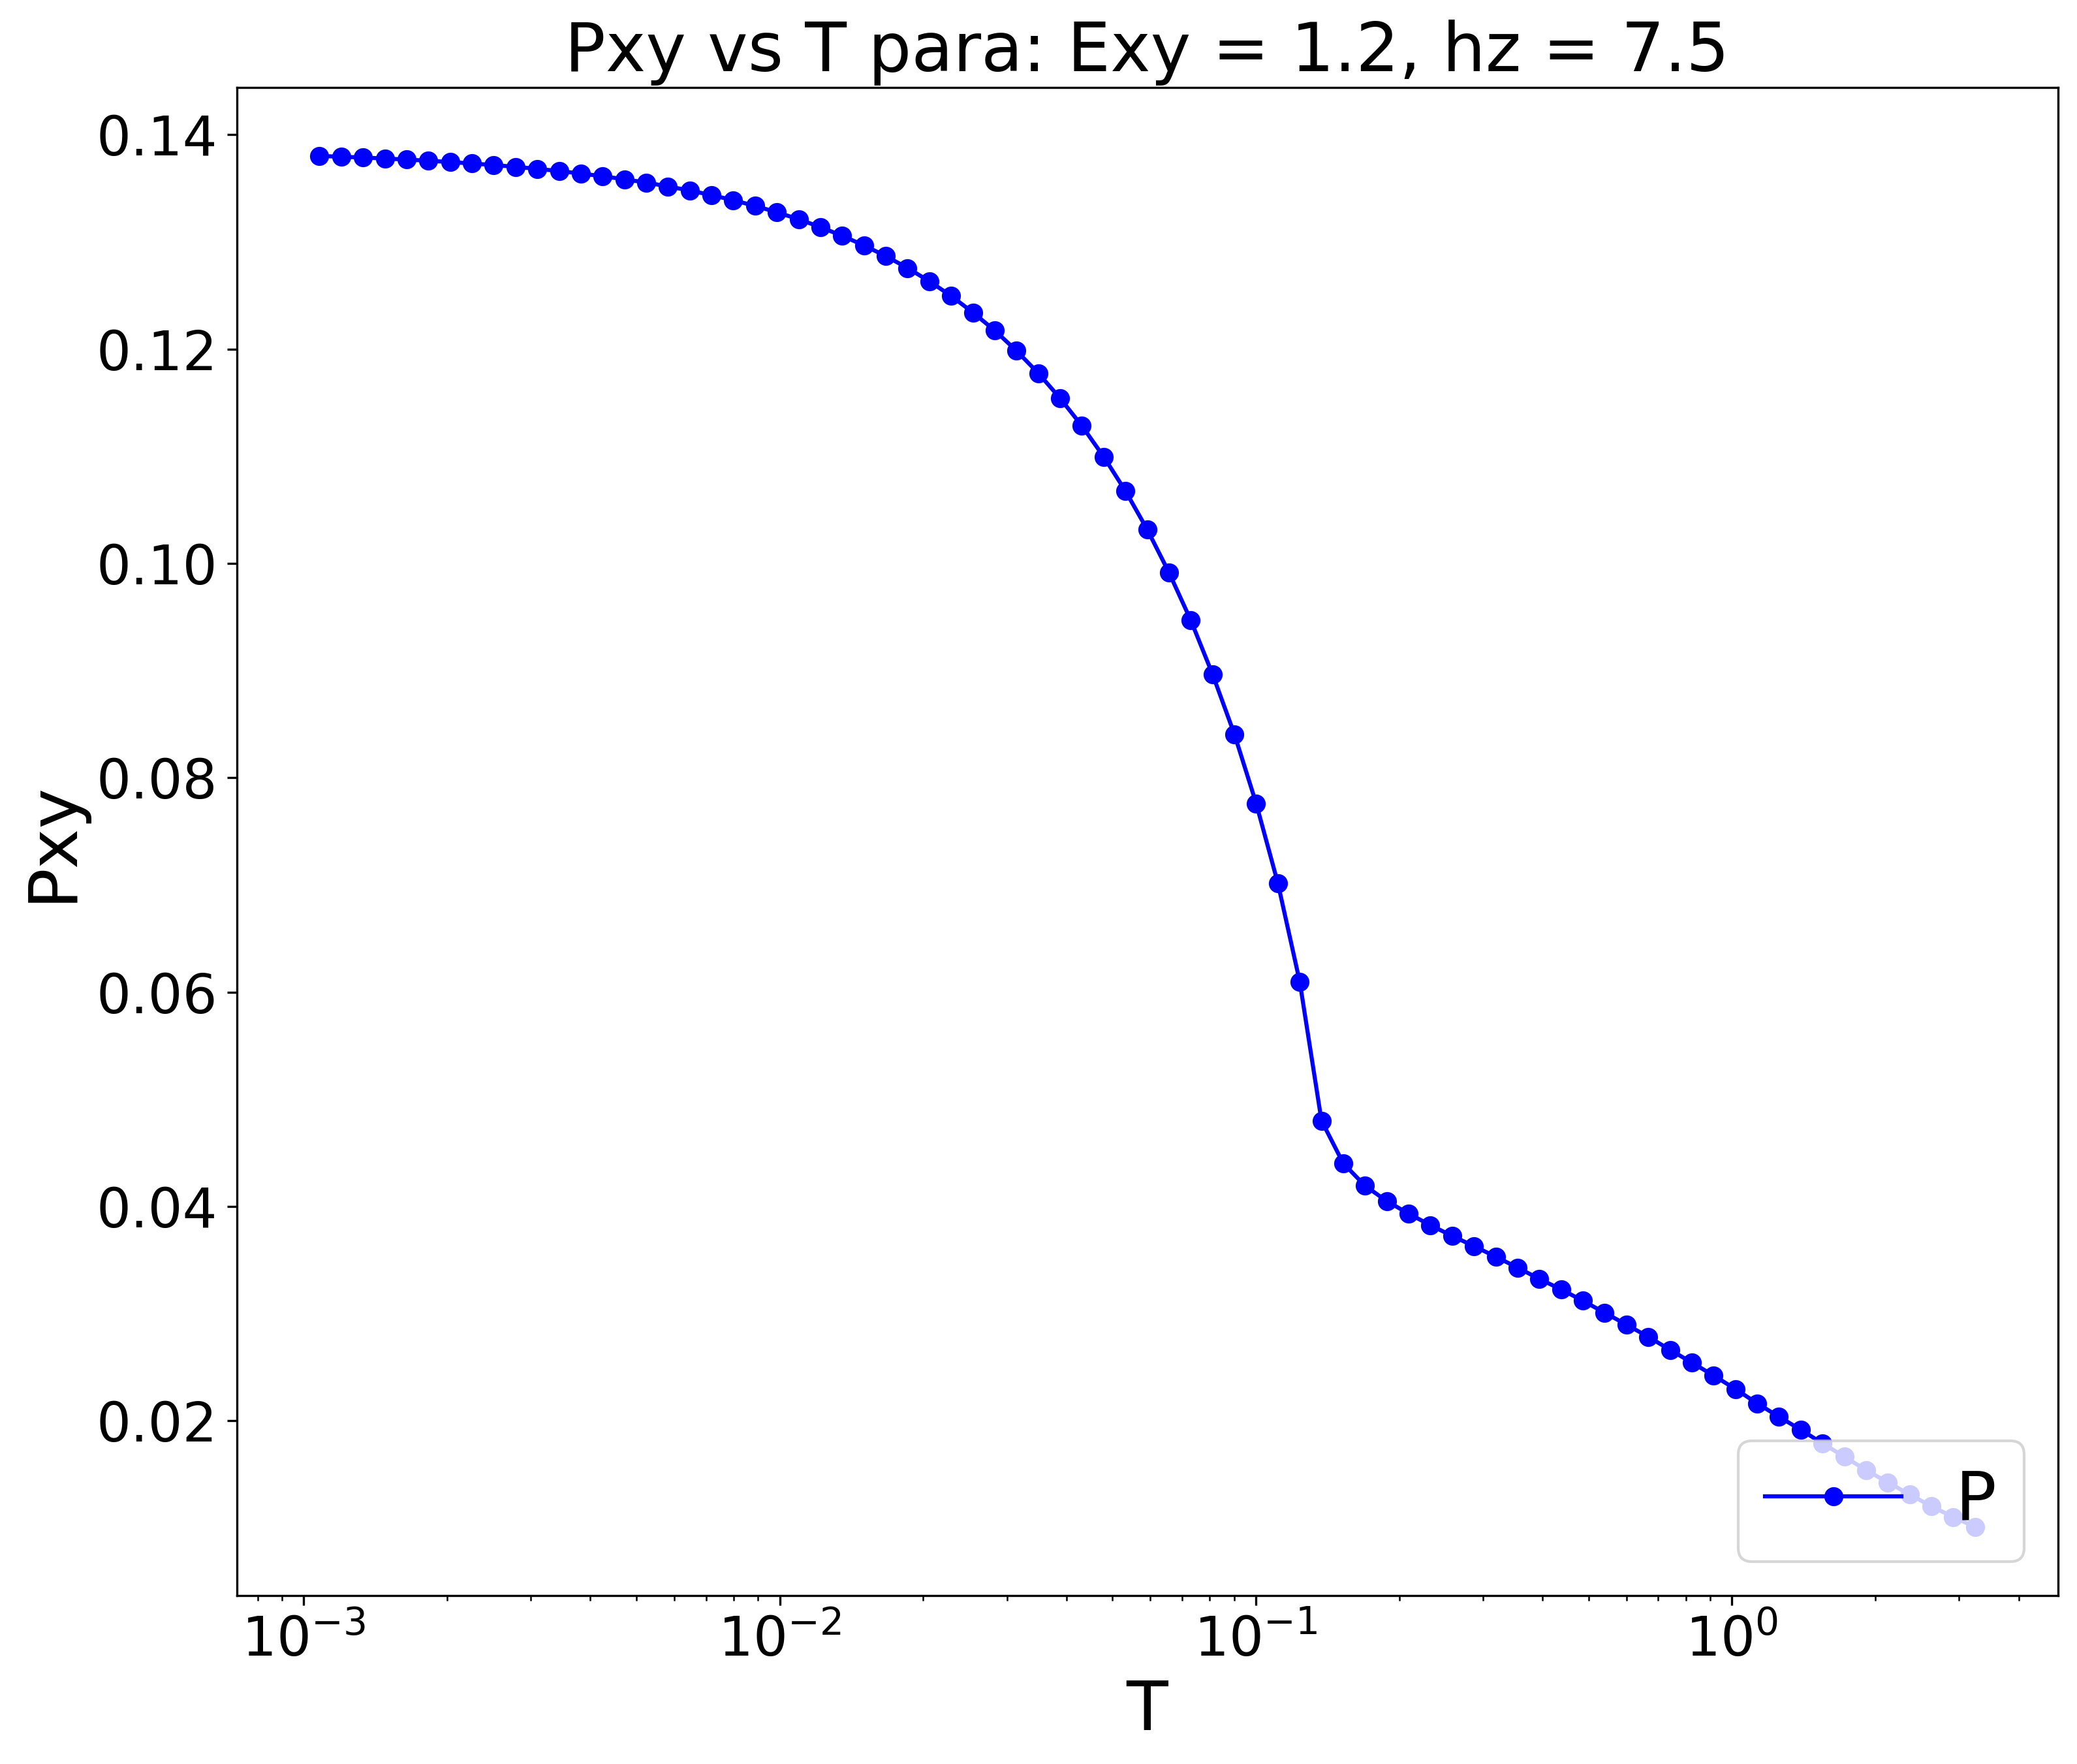 Pxy vs T para: Exy = 1.2, hz = 7.5
0.14
0.12
0.10
0.08
0.06
0.04
0.02
Pxy
P
10⁻³ 10⁻² 10⁻¹ 10⁰
T